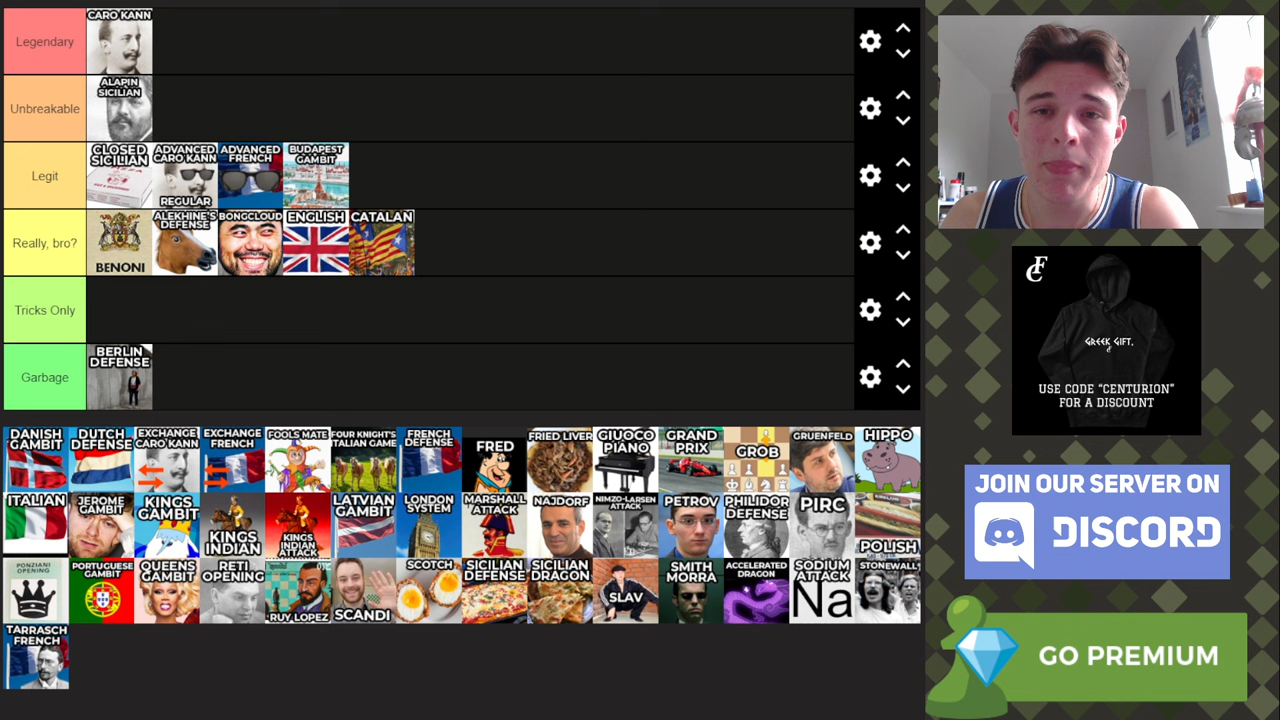 Legendary
CARO KANN
Unbreakable
ALAPIN
SICILIAN
Legit
CLOSED
SICILIAN
ADVANCED
CARO KANN
REGULAR
ADVANCED
FRENCH
BUDAPEST
GAMBIT
Really, bro?
BENONI
ALEKHINE'S
DEFENSE
BONGCLOUD
ENGLISH
CATALAN
Tricks Only
Garbage
BERLIN
DEFENSE
DANISH
GAMBIT
DUTCH
DEFENSE
EXCHANGE
CARO KANN
EXCHANGE
FRENCH
FOOLS MATE
FOUR KNIGHT'S
ITALIAN GAME
FRENCH
DEFENSE
FRED
FRIED LIVER
GIUOCO
PIANO
GRAND
PRIX
GROB
GRUENFELD
HIPPO
ITALIAN
JEROME
GAMBIT
KINGS
GAMBIT
KINGS
INDIAN
KINGS
INDIAN
ATTACK
LATVIAN
GAMBIT
LONDON
SYSTEM
MARSHALL
ATTACK
NAJDORF
NIMZO-LARSEN
ATTACK
PETROV
PHILIDOR
DEFENSE
PIRC
POLISH
PONZIANI
OPENING
PORTUGUESE
GAMBIT
QUEENS
GAMBIT
RETI
OPENING
RUY LOPEZ
SCANDI
SCOTCH
SICILIAN
DEFENSE
SICILIAN
DRAGON
SLAV
SMITH
MORRA
ACCELERATED
DRAGON
SODIUM
ATTACK
Na
STONEWALL
TARRASCH
FRENCH
CF
GREEK GIFT.
USE CODE "CENTURION"
FOR A DISCOUNT
JOIN OUR SERVER ON
DISCORD
GO PREMIUM